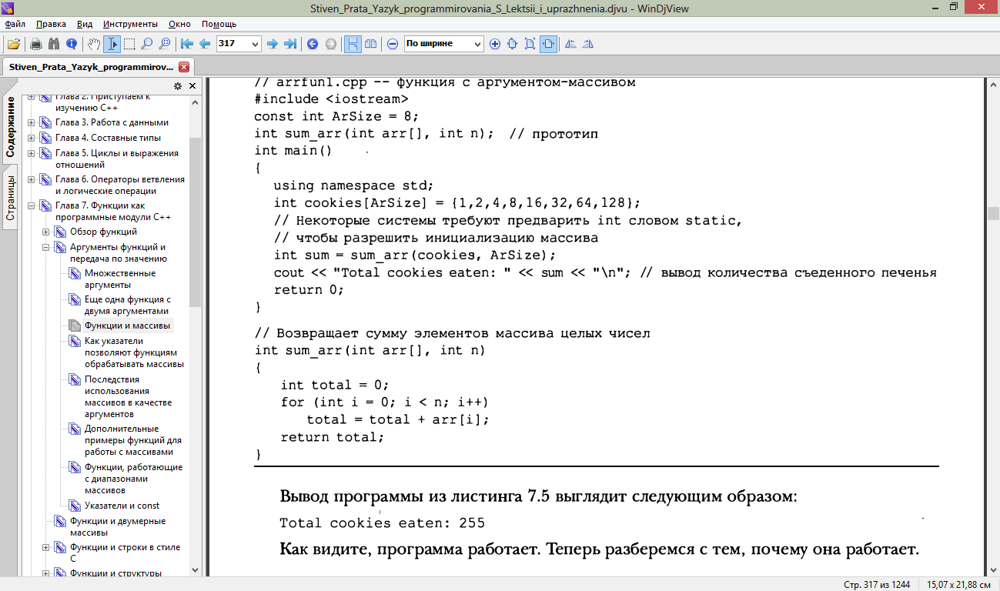 Stiven_Prata_Yazyk_programmirovania_S_Lektsii_i_uprazhnenia.djvu - WinDjView
Файл Правка Вид Инструменты Окно Помощь
317
По ширине
Stiven_Prata_Yazyk_programmirov...
Содержание
Страницы
Глава 2. Приступаем к
изучению C++
Глава 3. Работа с данными
Глава 4. Составные типы
Глава 5. Циклы и выражения
отношений
Глава 6. Операторы ветвления
и логические операции
Глава 7. Функции как
программные модули C++
Обзор функций
Аргументы функций и
передача по значению
Множественные
аргументы
Еще одна функция с
двумя аргументами
Функции и массивы
Как указатели
позволяют функциям
обрабатывать массивы
Последствия
использования
массивов в качестве
аргументов
Дополнительные
примеры функций для
работы с массивами
Функции, работающие
с диапазонами
массивов
Указатели и const
Функции и двумерные
массивы
Функции и строки в стиле
C
Функции и структуры
// arrfun1.cpp -- функция с аргументом-массивом
#include <iostream>
const int ArSize = 8;
int sum_arr(int arr[], int n); // прототип
int main()
{
using namespace std;
int cookies[ArSize] = {1,2,4,8,16,32,64,128};
// Некоторые системы требуют предварить int словом static,
// чтобы разрешить инициализацию массива
int sum = sum_arr(cookies, ArSize);
cout << "Total cookies eaten: " << sum << "\n"; // вывод количества съеденного печенья
return 0;
}
// Возвращает сумму элементов массива целых чисел
int sum_arr(int arr[], int n)
{
int total = 0;
for (int i = 0; i < n; i++)
total = total + arr[i];
return total;
}
Вывод программы из листинга 7.5 выглядит следующим образом:
Total cookies eaten: 255
Как видите, программа работает. Теперь разберемся с тем, почему она работает.
Стр. 317 из 1244
15,07 x 21,88 см